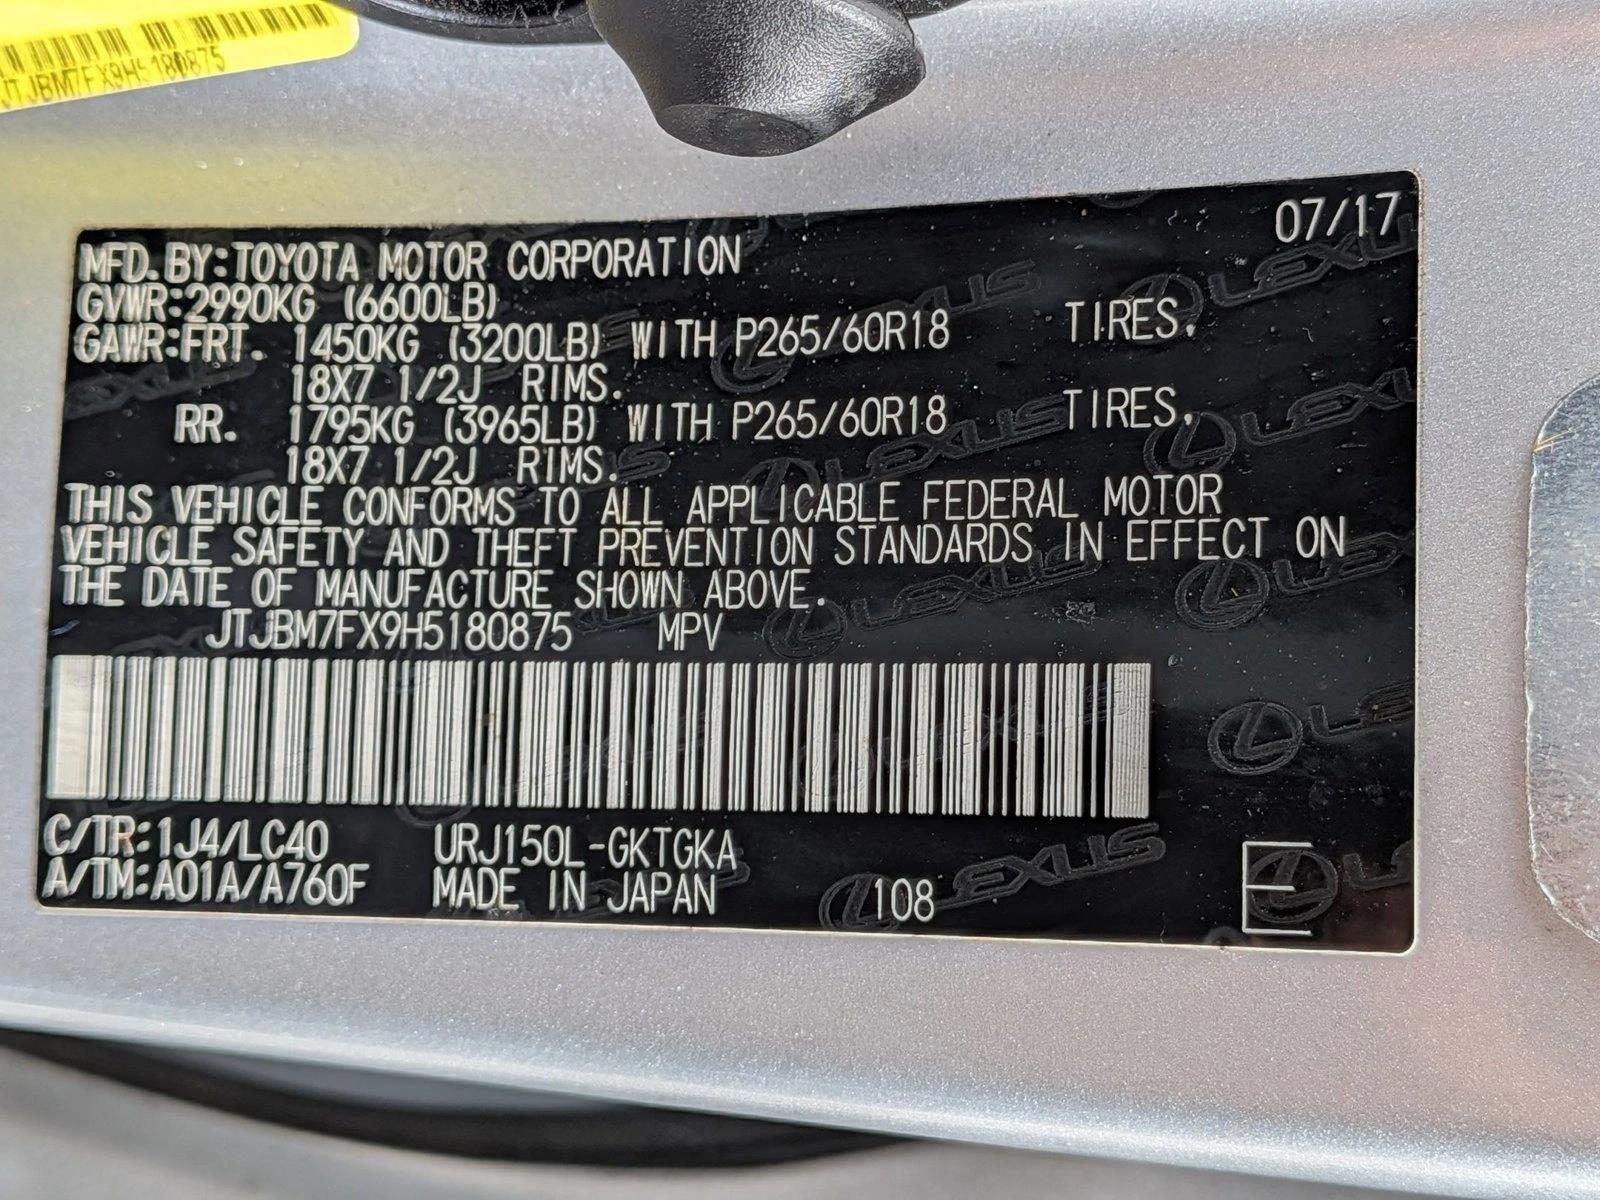 JTJBM7FX9H5180875
07/17
MFD. BY: TOYOTA MOTOR CORPORATION
GVWR: 2990KG (6600LB)
GAWR: FRT. 1450KG (3200LB) WITH P265/60R18 TIRES.
18X7 1/2J RIMS.
RR. 1795KG (3965LB) WITH P265/60R18 TIRES.
18X7 1/2J RIMS.
THIS VEHICLE CONFORMS TO ALL APPLICABLE FEDERAL MOTOR
VEHICLE SAFETY AND THEFT PREVENTION STANDARDS IN EFFECT ON
THE DATE OF MANUFACTURE SHOWN ABOVE.
JTJBM7FX9H5180875 MPV
C/TR: 1J4/LC40 URJ150L-GKTGKA
A/TM: A01A/A760F MADE IN JAPAN 108 E
LEXUS